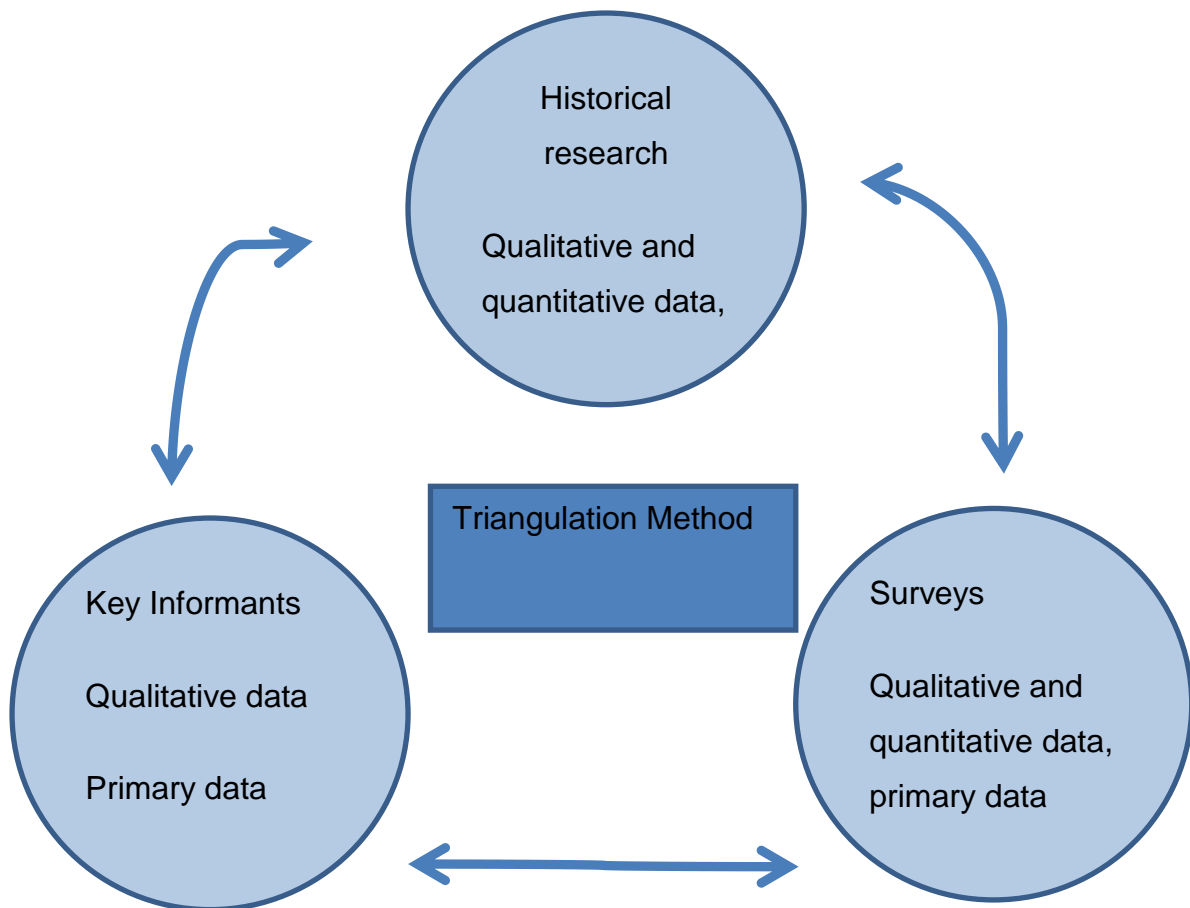 Historical
research
Qualitative and
quantitative data,
Triangulation Method
Key Informants
Qualitative data
Primary data
Surveys
Qualitative and
quantitative data,
primary data